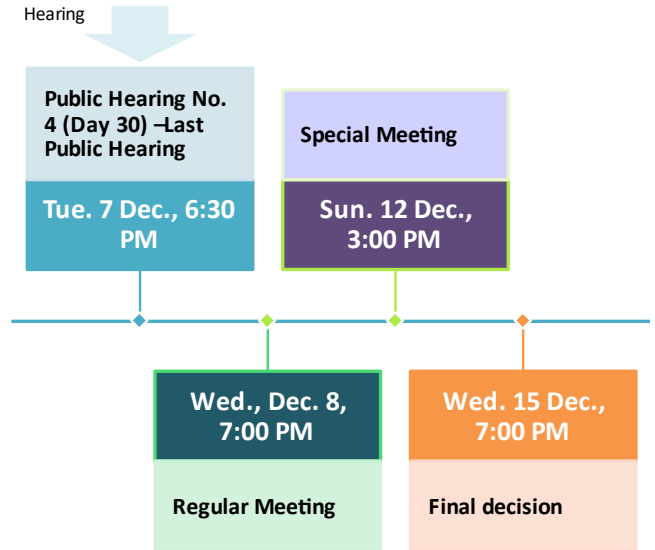 Hearing
Public Hearing No.
4 (Day 30) –Last
Public Hearing
Tue. 7 Dec., 6:30
PM
Special Meeting
Sun. 12 Dec.,
3:00 PM
Wed., Dec. 8,
7:00 PM
Regular Meeting
Wed. 15 Dec.,
7:00 PM
Final decision